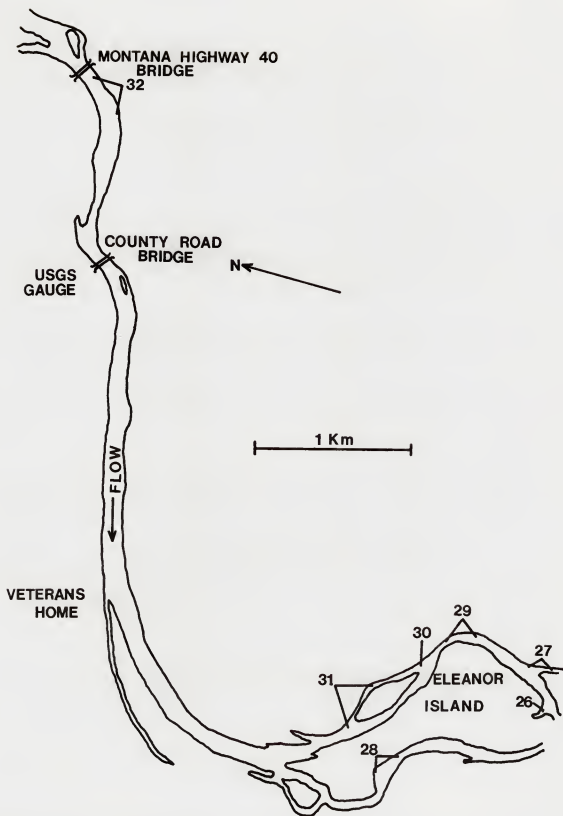 MONTANA HIGHWAY 40
BRIDGE
32
COUNTY ROAD
BRIDGE
USGS
GAUGE
N
1 Km
FLOW
VETERANS
HOME
29
30
27
31
ELEANOR
ISLAND
26
28